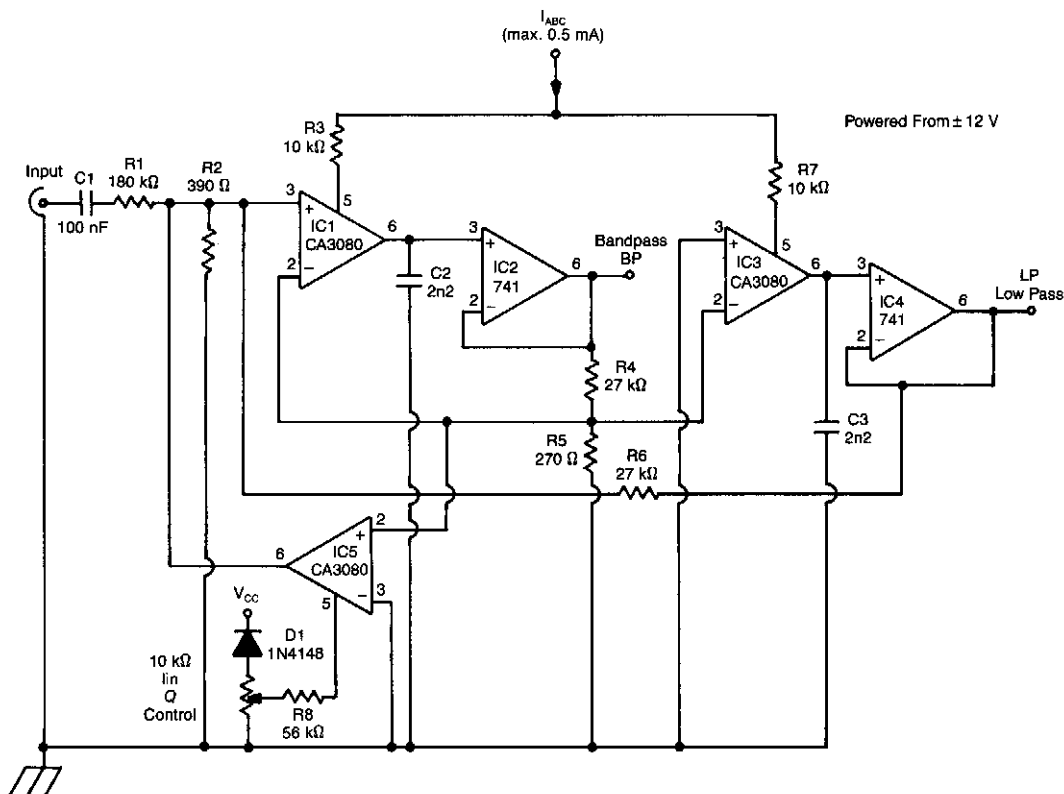 I_ABC
(max. 0.5 mA)
Powered From ± 12 V
R3
10 kΩ
R7
10 kΩ
Input
C1
100 nF
R1
180 kΩ
R2
390 Ω
3
+
5
IC1
CA3080
6
2
−
C2
2n2
3
+
IC2
741
6
2
−
Bandpass
BP
3
+
5
IC3
CA3080
6
2
−
3
+
IC4
741
6
2
−
LP
Low Pass
R4
27 kΩ
R5
270 Ω
R6
27 kΩ
C3
2n2
6
IC5
CA3080
2
+
5
−
3
V_CC
D1
1N4148
10 kΩ
lin
Q
Control
R8
56 kΩ